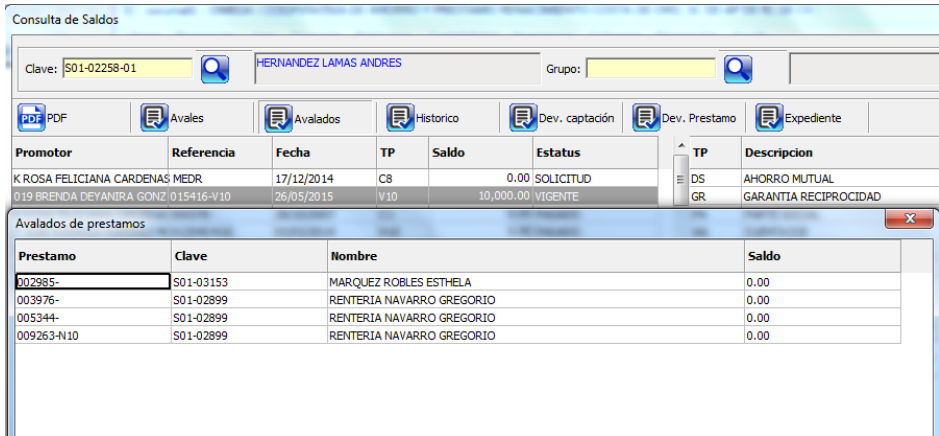 Consulta de Saldos
Clave: S01-02258-01 HERNANDEZ LAMAS ANDRES Grupo:
PDF PDF Avales Avalados Historico Dev. captación Dev. Prestamo Expediente
Promotor Referencia Fecha TP Saldo Estatus TP Descripcion
K ROSA FELICIANA CARDENAS MEDR 17/12/2014 C8 0.00 SOLICITUD DS AHORRO MUTUAL
019 BRENDA DEYANIRA GONZ 015416-V10 26/05/2015 V10 10,000.00 VIGENTE GR GARANTIA RECIPROCIDAD
Avalados de prestamos
Prestamo Clave Nombre Saldo
002985- S01-03153 MARQUEZ ROBLES ESTHELA 0.00
003976- S01-02899 RENTERIA NAVARRO GREGORIO 0.00
005344- S01-02899 RENTERIA NAVARRO GREGORIO 0.00
009263-N10 S01-02899 RENTERIA NAVARRO GREGORIO 0.00